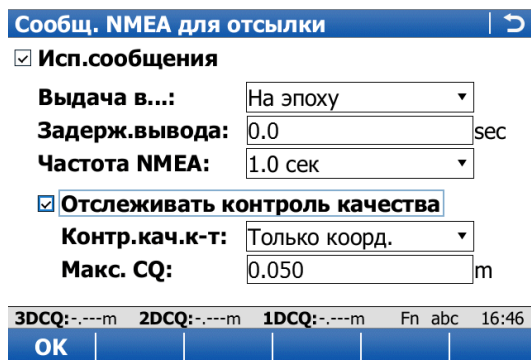 Сообщ. NMEA для отсылки
Исп.сообщения
Выдача в...: На эпоху
Задерж.вывода: 0.0 sec
Частота NMEA: 1.0 сек
Отслеживать контроль качества
Контр.кач.к-т: Только коорд.
Макс. CQ: 0.050 m
3DCQ:-.---m 2DCQ:-.---m 1DCQ:-.---m Fn abc 16:46
OK